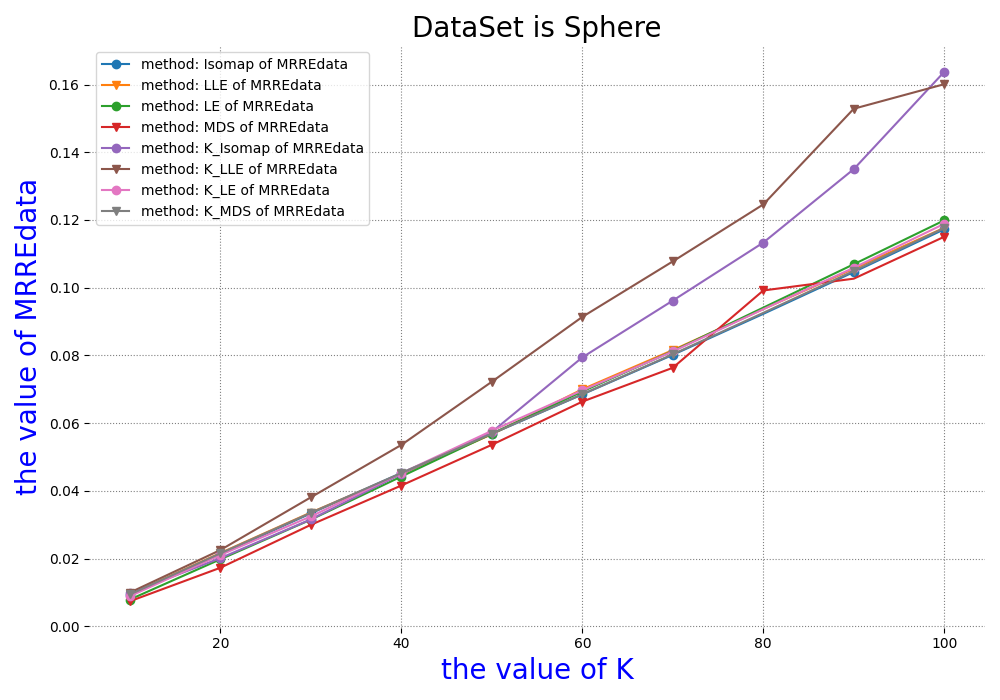 DataSet is Sphere
method: Isomap of MRREdata
method: LLE of MRREdata
method: LE of MRREdata
method: MDS of MRREdata
method: K_Isomap of MRREdata
method: K_LLE of MRREdata
method: K_LE of MRREdata
method: K_MDS of MRREdata
the value of MRREdata
0.16
0.14
0.12
0.10
0.08
0.06
0.04
0.02
0.00
20 40 60 80 100
the value of K